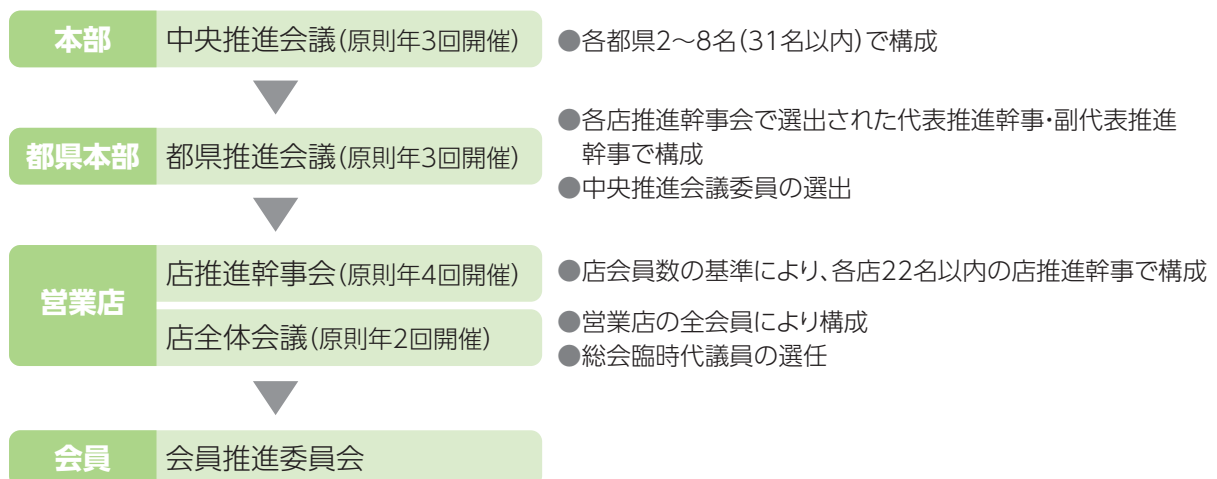 本部 中央推進会議(原則年3回開催) ●各都県2～8名(31名以内)で構成
都県本部 都県推進会議(原則年3回開催) ●各店推進幹事会で選出された代表推進幹事・副代表推進
幹事で構成
●中央推進会議委員の選出
営業店 店推進幹事会(原則年4回開催) ●店会員数の基準により、各店22名以内の店推進幹事で構成
店全体会議(原則年2回開催) ●営業店の全会員により構成
●総会臨時代議員の選任
会員 会員推進委員会